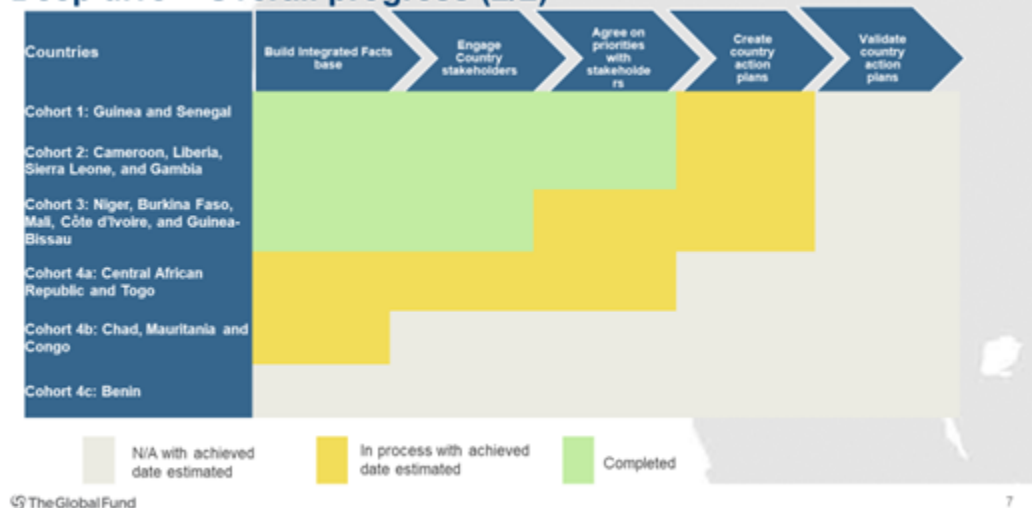 Countries
Build Integrated Facts
base
Engage
Country
stakeholders
Agree on
priorities
with
stakeholde
rs
Create
country
action
plans
Validate
country
action
plans
Cohort 1: Guinea and Senegal
Cohort 2: Cameroon, Liberia,
Sierra Leone, and Gambia
Cohort 3: Niger, Burkina Faso,
Mali, Côte d'Ivoire, and Guinea-
Bissau
Cohort 4a: Central African
Republic and Togo
Cohort 4b: Chad, Mauritania and
Congo
Cohort 4c: Benin
N/A with achieved
date estimated
In process with achieved
date estimated
Completed
TheGlobalFund
7